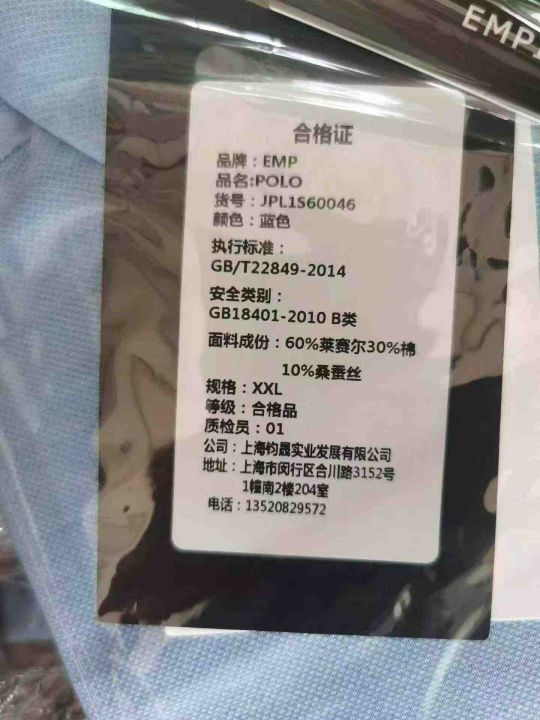 EMP
合格证
品牌：EMP
品名:POLO
货号：JPL1S60046
颜色：蓝色
执行标准：
GB/T22849-2014
安全类别：
GB18401-2010 B类
面料成份：60%莱赛尔30%棉
10%桑蚕丝
规格：XXL
等级：合格品
质检员：01
公司：上海钧晟实业发展有限公司
地址：上海市闵行区合川路3152号
1幢南2楼204室
电话：13520829572